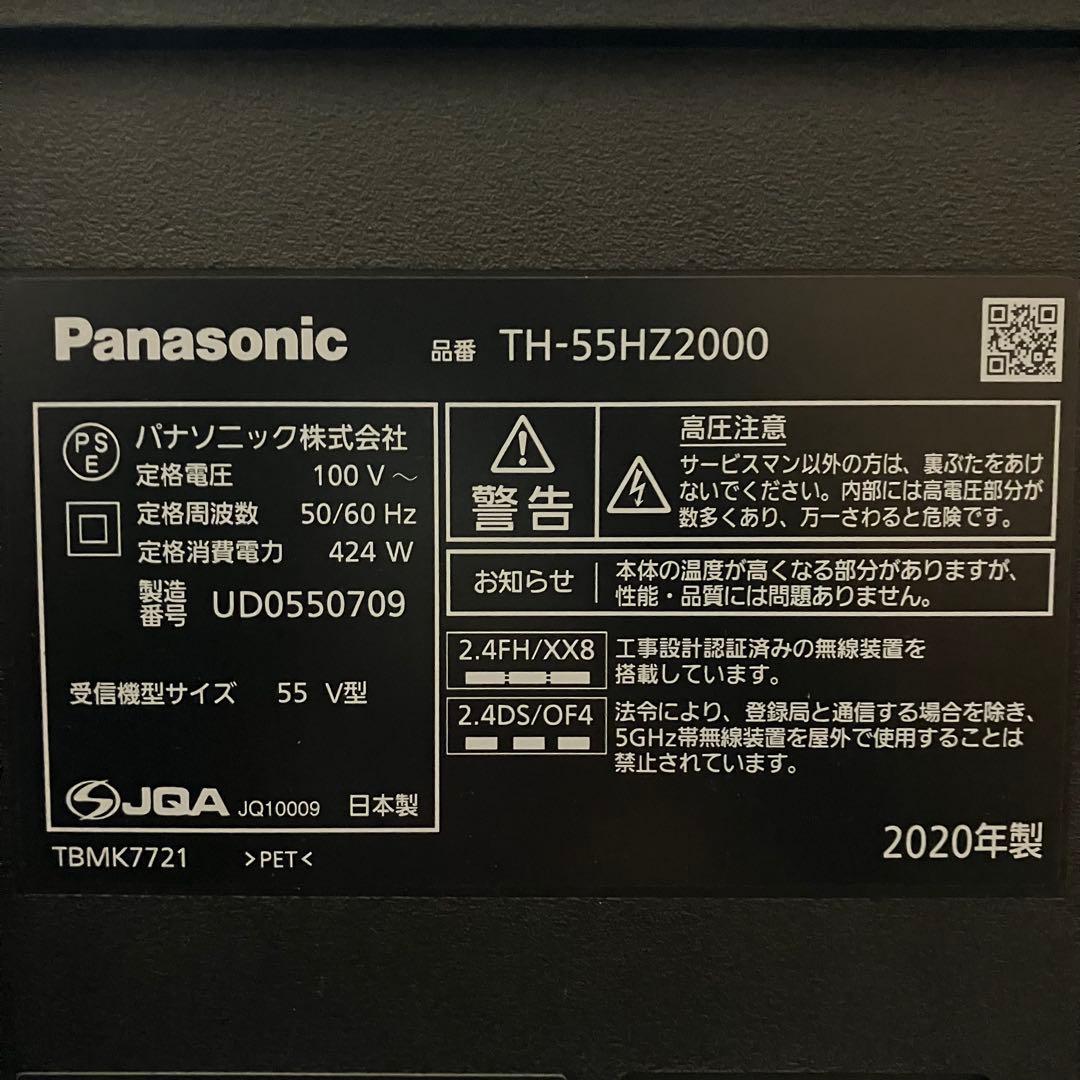 Panasonic 品番 TH-55HZ2000
PS
E
パナソニック株式会社
定格電圧 100 V～
定格周波数 50/60 Hz
定格消費電力 424 W
製造番号 UD0550709
受信機型サイズ 55 V型
JQA JQ10009 日本製
警告
高圧注意
サービスマン以外の方は、裏ぶたをあけ
ないでください。内部には高電圧部分が
数多くあり、万一さわると危険です。
お知らせ
本体の温度が高くなる部分がありますが、
性能・品質には問題ありません。
2.4FH/XX8
工事設計認証済みの無線装置を
搭載しています。
2.4DS/OF4
法令により、登録局と通信する場合を除き、
5GHz帯無線装置を屋外で使用することは
禁止されています。
TBMK7721 >PET<
2020年製